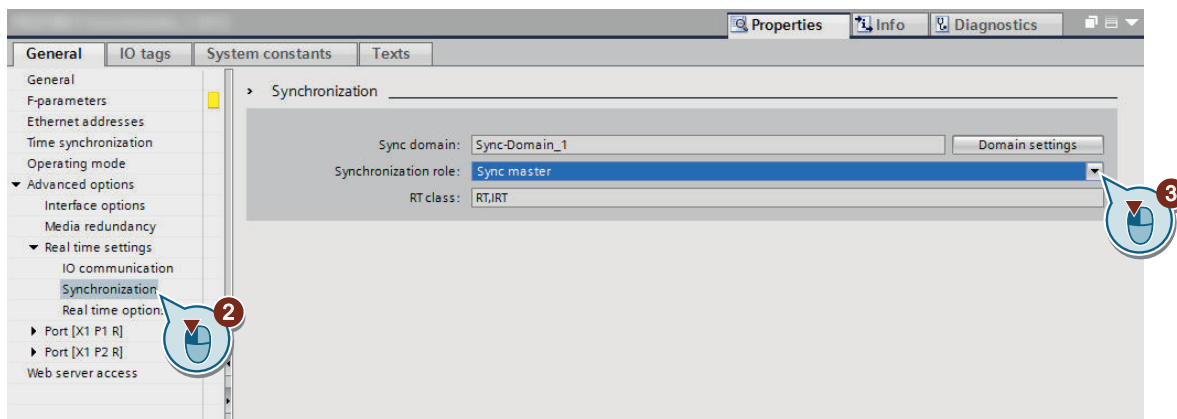 Properties Info Diagnostics
General IO tags System constants Texts
General
F-parameters
Ethernet addresses
Time synchronization
Operating mode
Advanced options
Interface options
Media redundancy
Real time settings
IO communication
Synchronization
Real time option
Port [X1 P1 R]
Port [X1 P2 R]
Web server access
2
Synchronization
Sync domain: Sync-Domain_1 Domain settings
Synchronization role: Sync master
RT class: RT,IRT
3